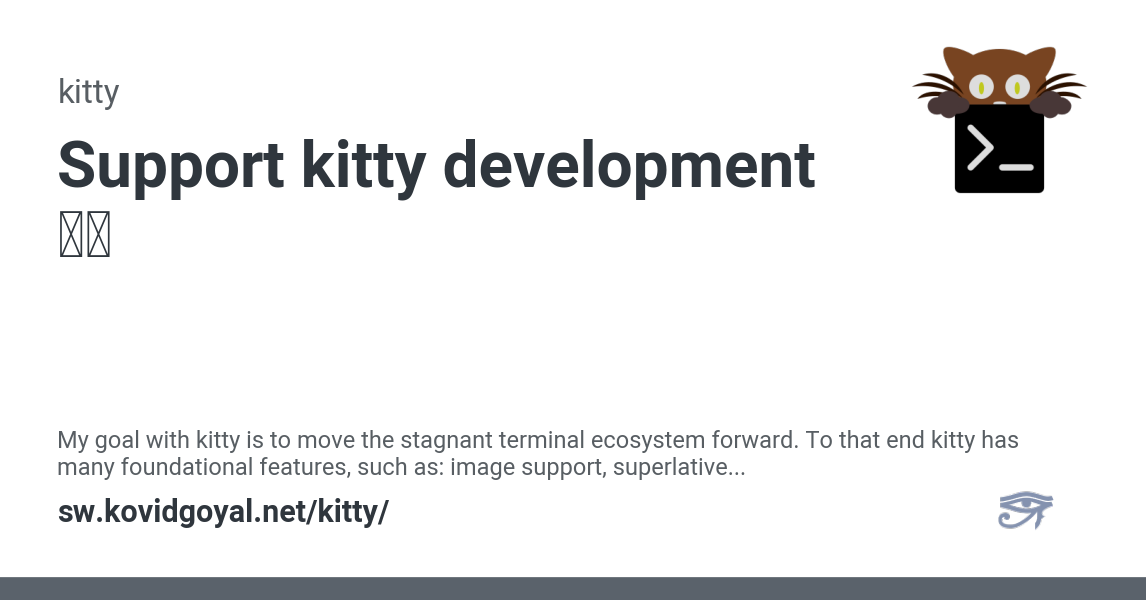 kitty
Support kitty development
My goal with kitty is to move the stagnant terminal ecosystem forward. To that end kitty has
many foundational features, such as: image support, superlative...
sw.kovidgoyal.net/kitty/
>_